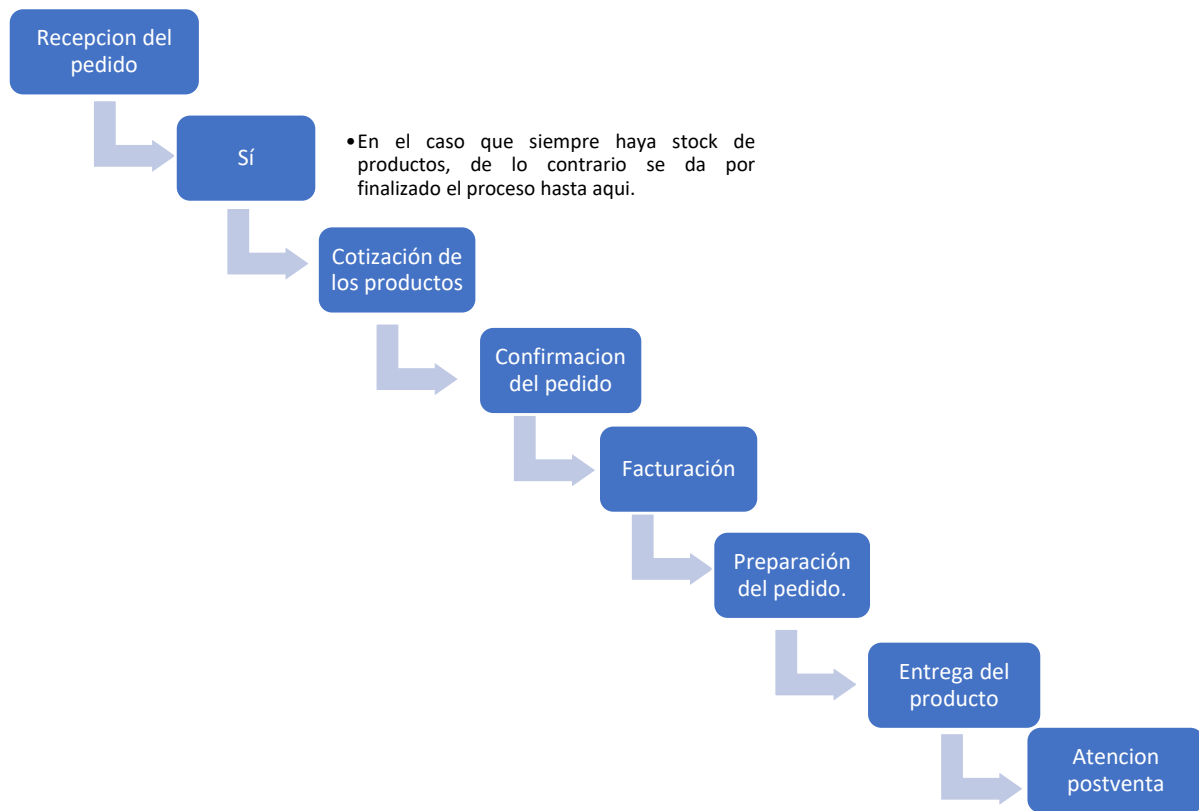 Recepcion del
pedido
Sí
•En el caso que siempre haya stock de
productos, de lo contrario se da por
finalizado el proceso hasta aqui.
Cotización de
los productos
Confirmacion
del pedido
Facturación
Preparación
del pedido.
Entrega del
producto
Atencion
postventa